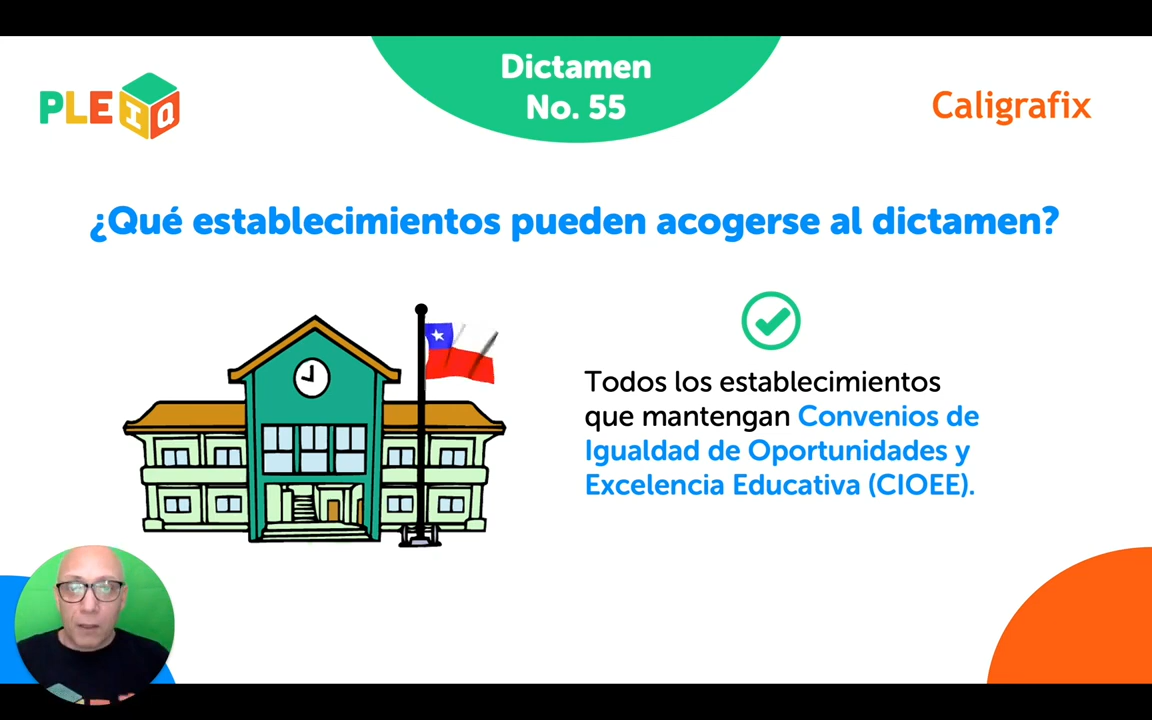 Dictamen
No. 55
PLEIQ
Caligrafix
¿Qué establecimientos pueden acogerse al dictamen?
Todos los establecimientos
que mantengan Convenios de
Igualdad de Oportunidades y
Excelencia Educativa (CIOEE).